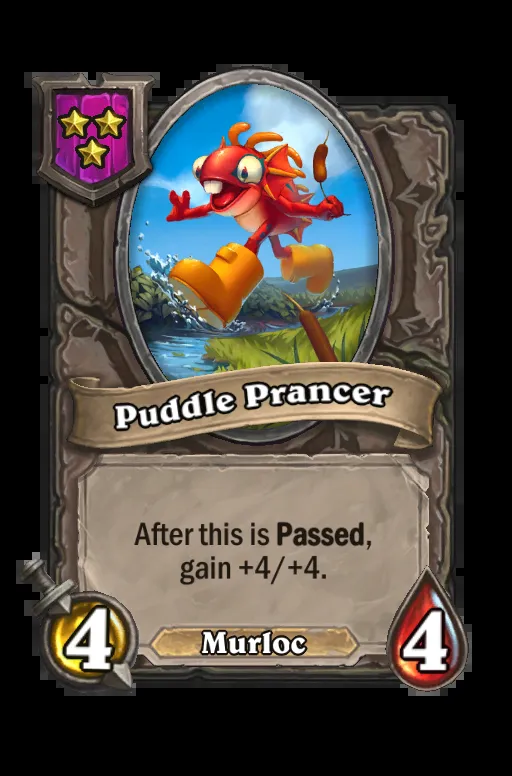 Puddle Prancer
After this is Passed,
gain +4/+4.
4
Murloc
4